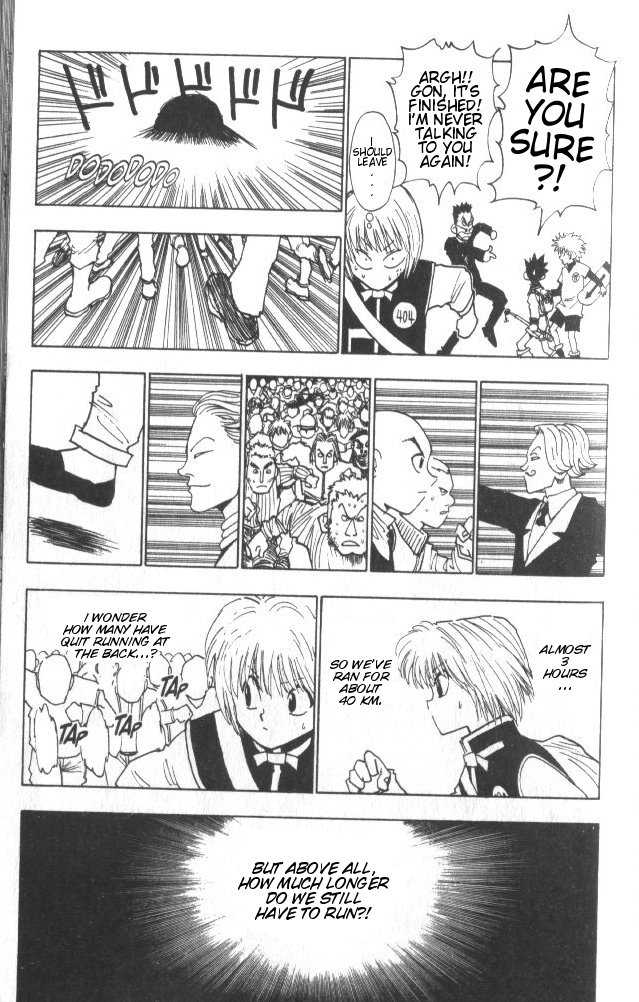 ARE
YOU
SURE
?!
ARGH!!
GON, IT'S
FINISHED!
I'M NEVER
TALKING
TO YOU
AGAIN!
I
SHOULD
LEAVE
.
.
.
404
ドドドドド
DODODODO
ALMOST
3
HOURS
...
SO WE'VE
RAN FOR
ABOUT
40 KM.
I WONDER
HOW MANY HAVE
QUIT RUNNING AT
THE BACK...?
TAP
TAP
TAP
BUT ABOVE ALL,
HOW MUCH LONGER
DO WE STILL
HAVE TO RUN?!